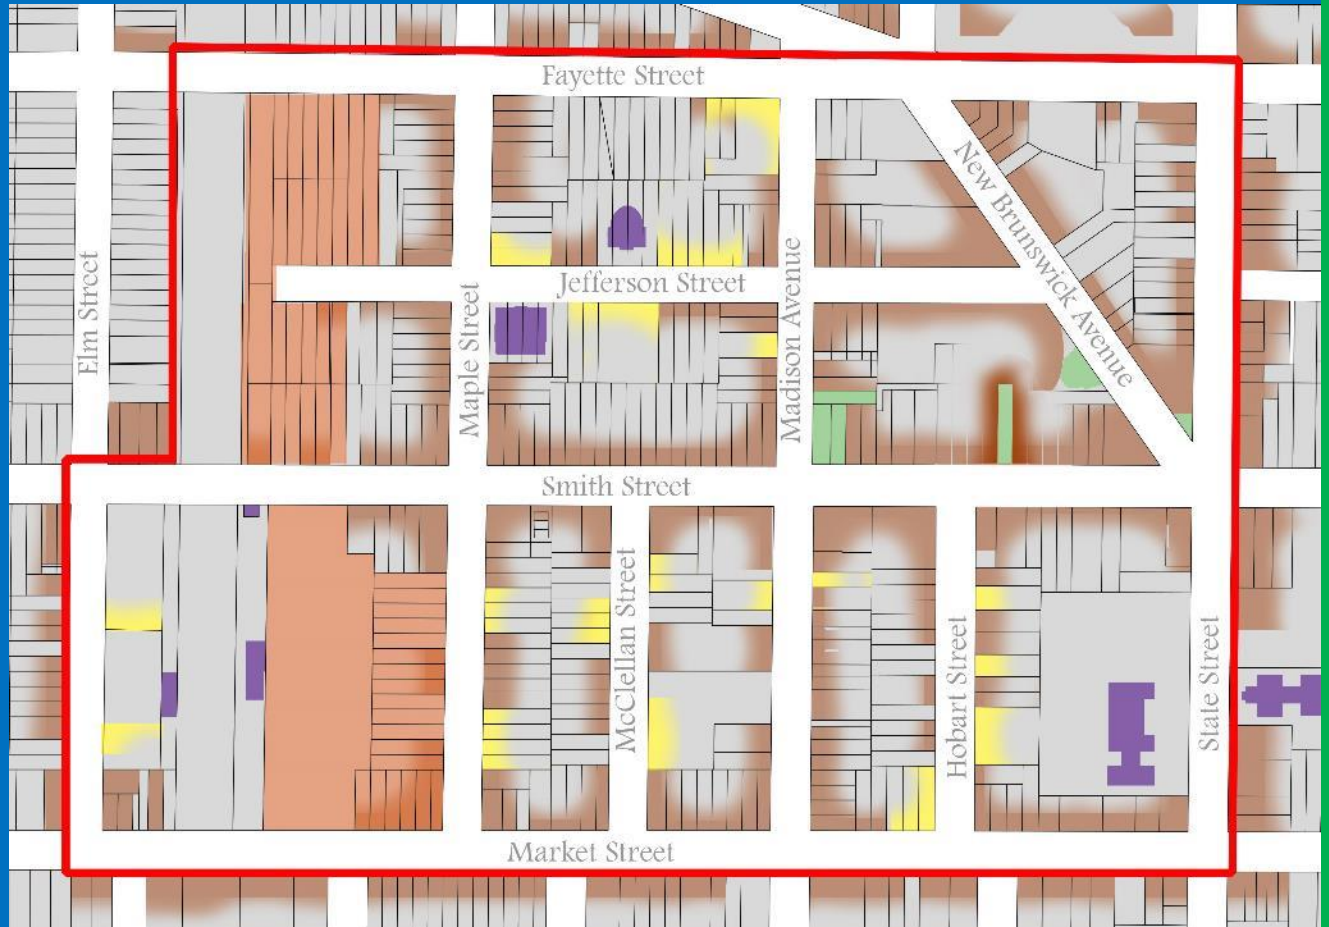 Fayette Street
New Brunswick Avenue
Elm Street
Jefferson Street
Maple Street
Madison Avenue
Smith Street
McClellan Street
Hobart Street
State Street
Market Street